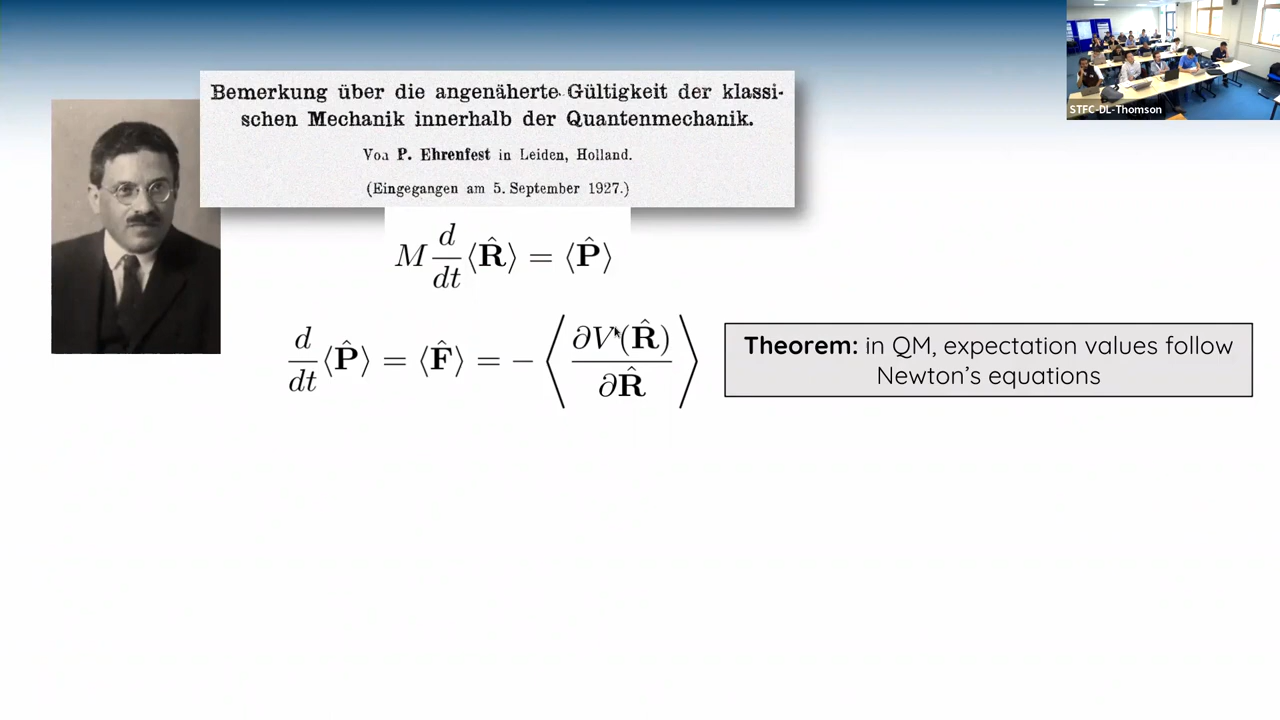 Bemerkung über die angenäherte Gültigkeit der klassi-
schen Mechanik innerhalb der Quantenmechanik.
Von P. Ehrenfest in Leiden, Holland.
(Eingegangen am 5. September 1927.)
M d/dt ⟨R̂⟩ = ⟨P̂⟩
d/dt ⟨P̂⟩ = ⟨F̂⟩ = − ⟨ ∂V(R̂) / ∂R̂ ⟩
Theorem: in QM, expectation values follow
Newton's equations
STFC-DL-Thomson